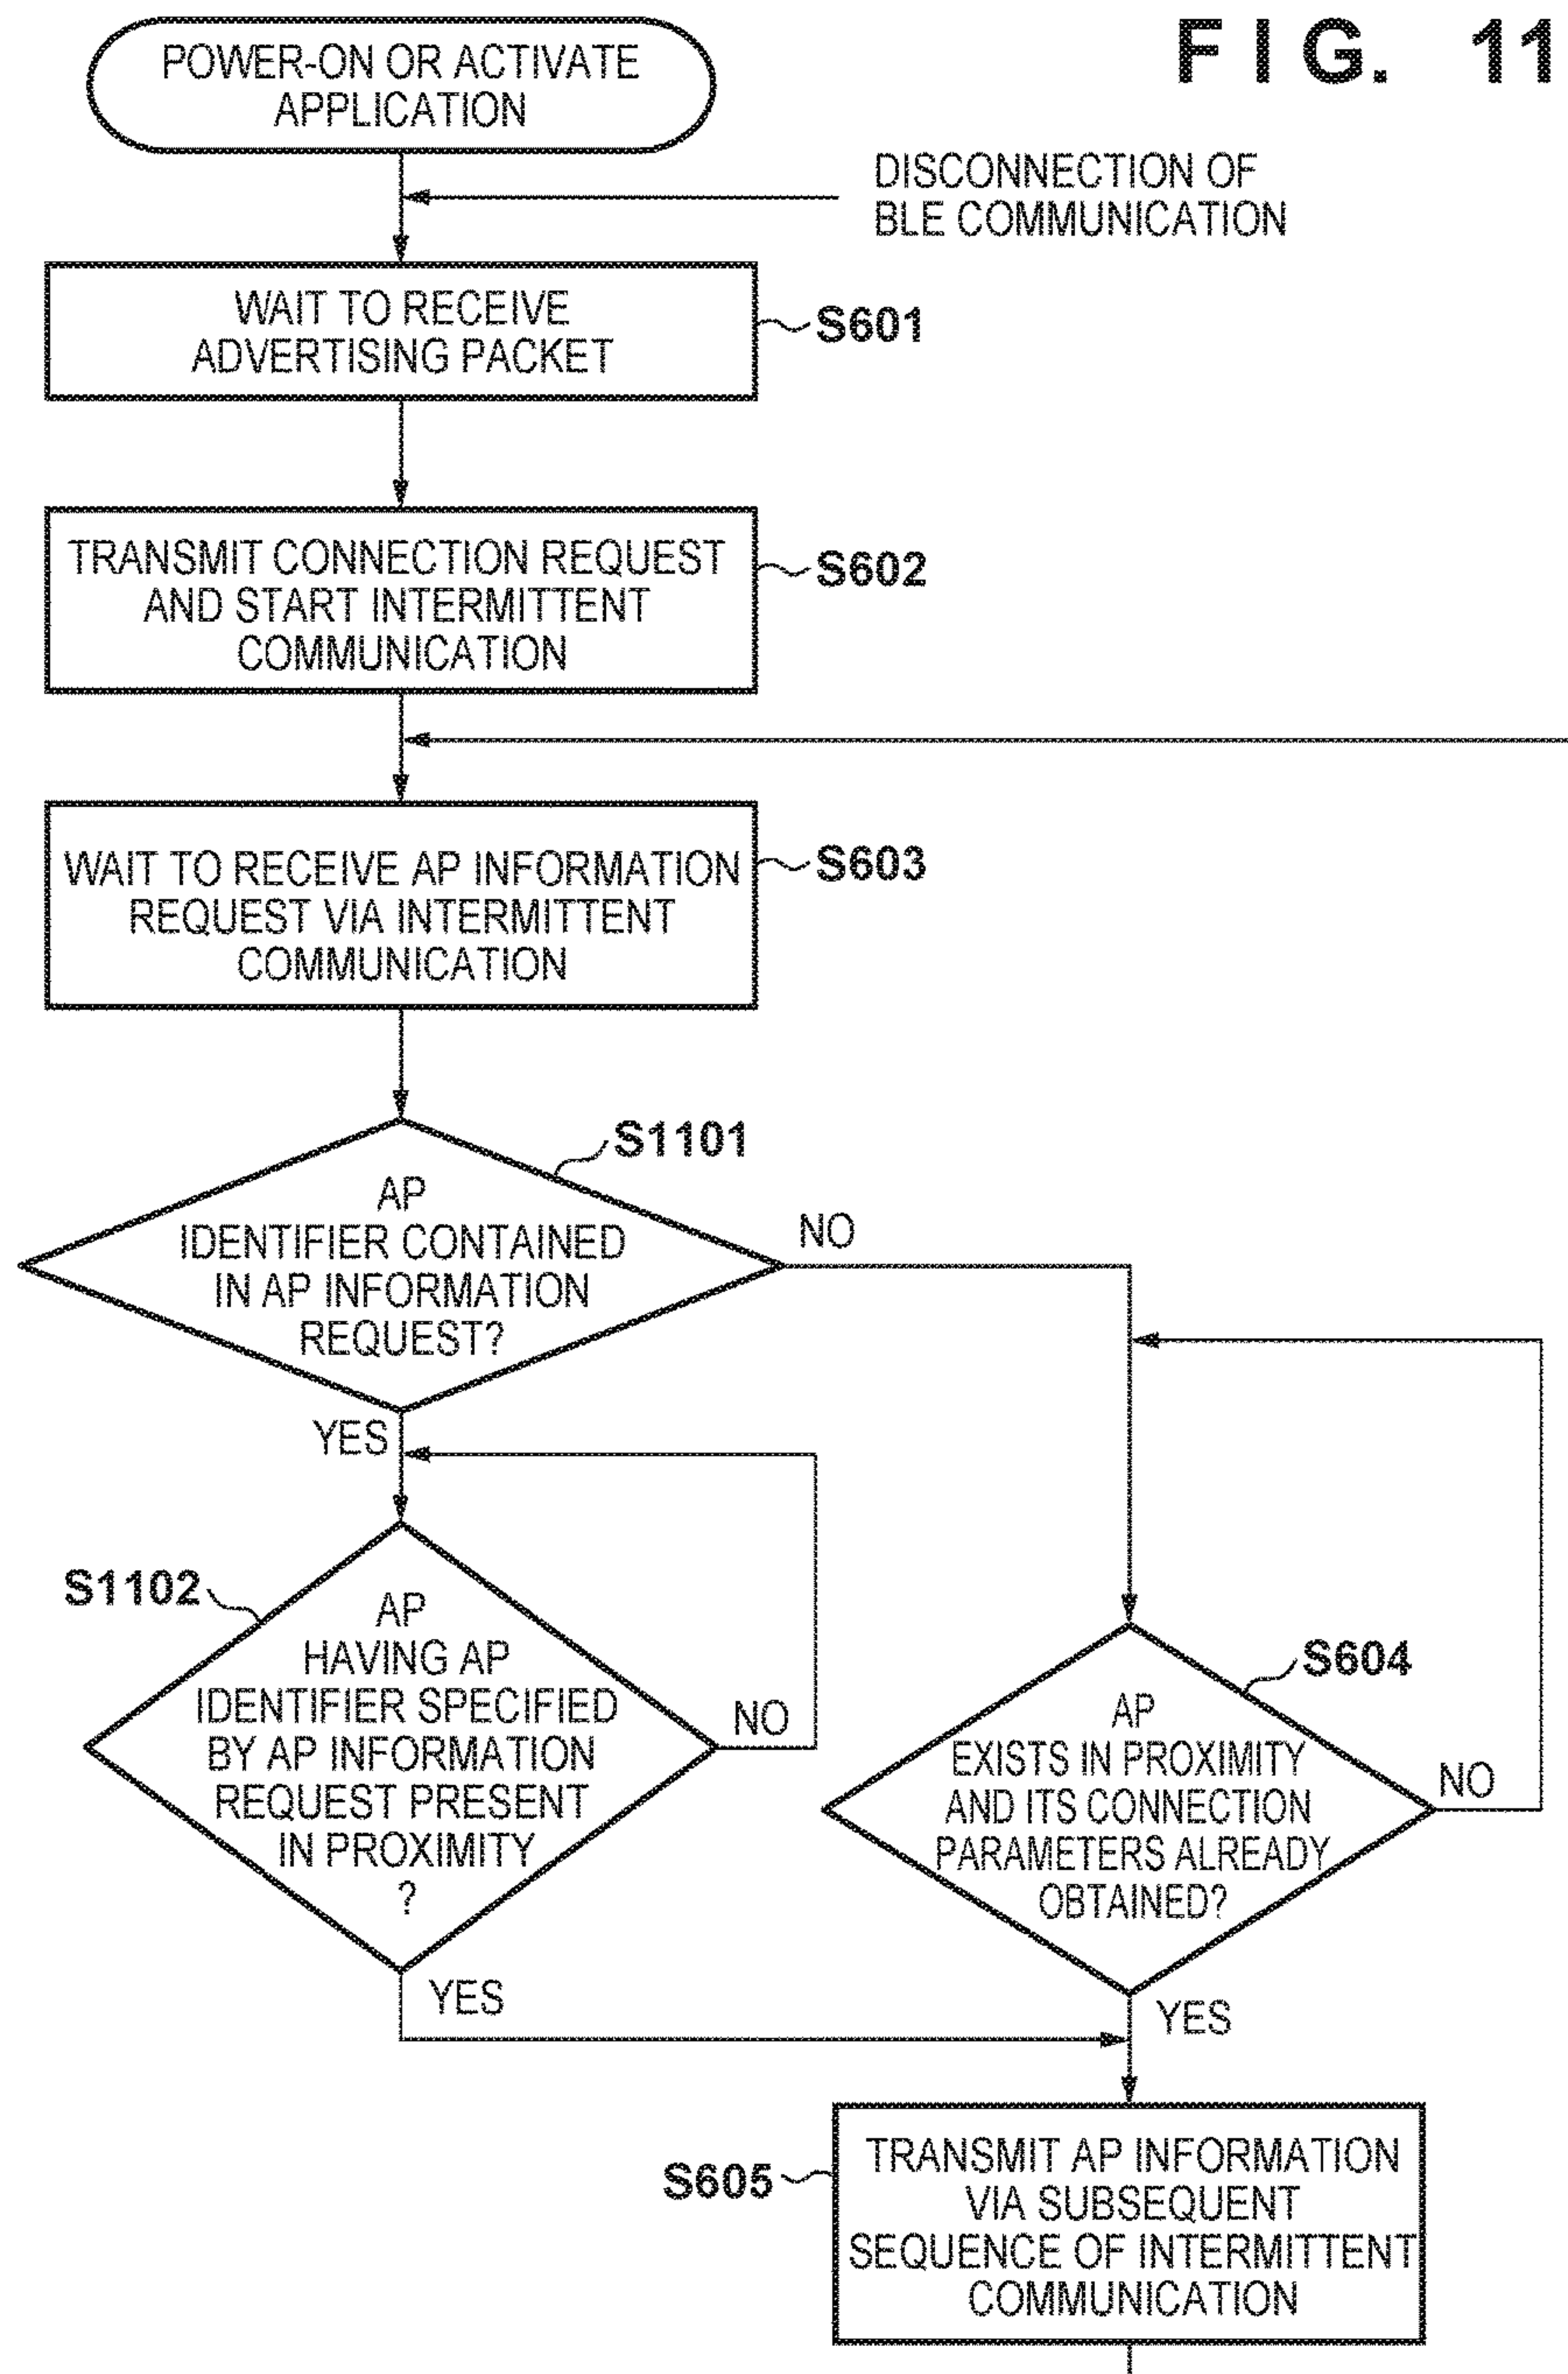 FIG. 11
POWER-ON OR ACTIVATE
APPLICATION
DISCONNECTION OF
BLE COMMUNICATION
WAIT TO RECEIVE
ADVERTISING PACKET
S601
TRANSMIT CONNECTION REQUEST
AND START INTERMITTENT
COMMUNICATION
S602
WAIT TO RECEIVE AP INFORMATION
REQUEST VIA INTERMITTENT
COMMUNICATION
S603
S1101
AP
IDENTIFIER CONTAINED
IN AP INFORMATION
REQUEST?
NO
YES
S1102
AP
HAVING AP
IDENTIFIER SPECIFIED
BY AP INFORMATION
REQUEST PRESENT
IN PROXIMITY
?
NO
YES
S604
AP
EXISTS IN PROXIMITY
AND ITS CONNECTION
PARAMETERS ALREADY
OBTAINED?
NO
YES
S605
TRANSMIT AP INFORMATION
VIA SUBSEQUENT
SEQUENCE OF INTERMITTENT
COMMUNICATION